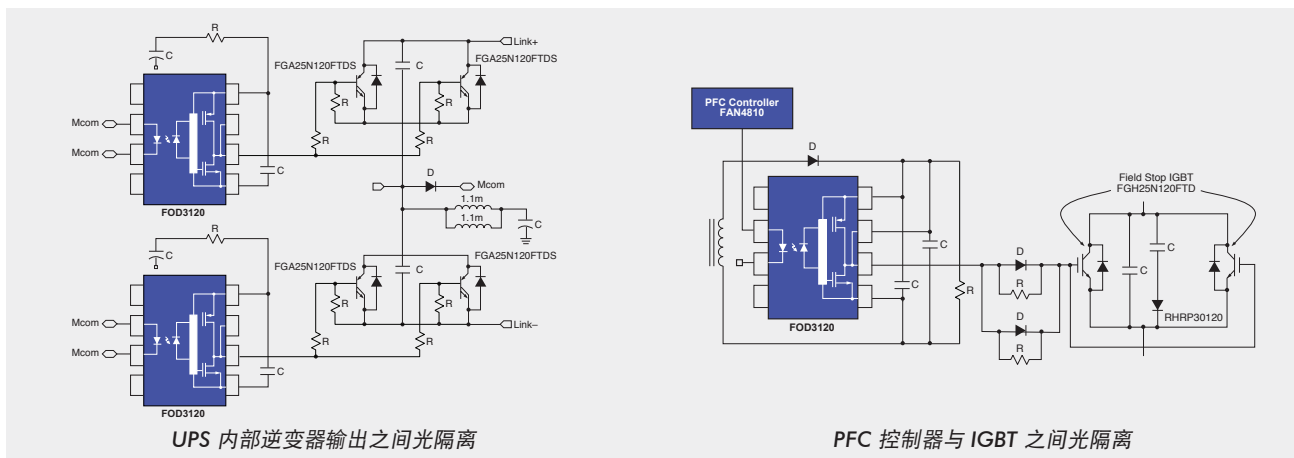 R
C
FGA25N120FTDS
FGA25N120FTDS
Link+
C
R
R
Mcom
Mcom
R
R
C
FOD3120
D
Mcom
1.1m
1.1m
C
R
C
FGA25N120FTDS
FGA25N120FTDS
C
R
R
Mcom
Mcom
R
R
Link–
C
FOD3120
UPS 内部逆变器输出之间光隔离
PFC Controller
FAN4810
D
C
C
R
FOD3120
D
R
D
R
Field Stop IGBT
FGH25N120FTD
C
C
RHRP30120
PFC 控制器与 IGBT 之间光隔离